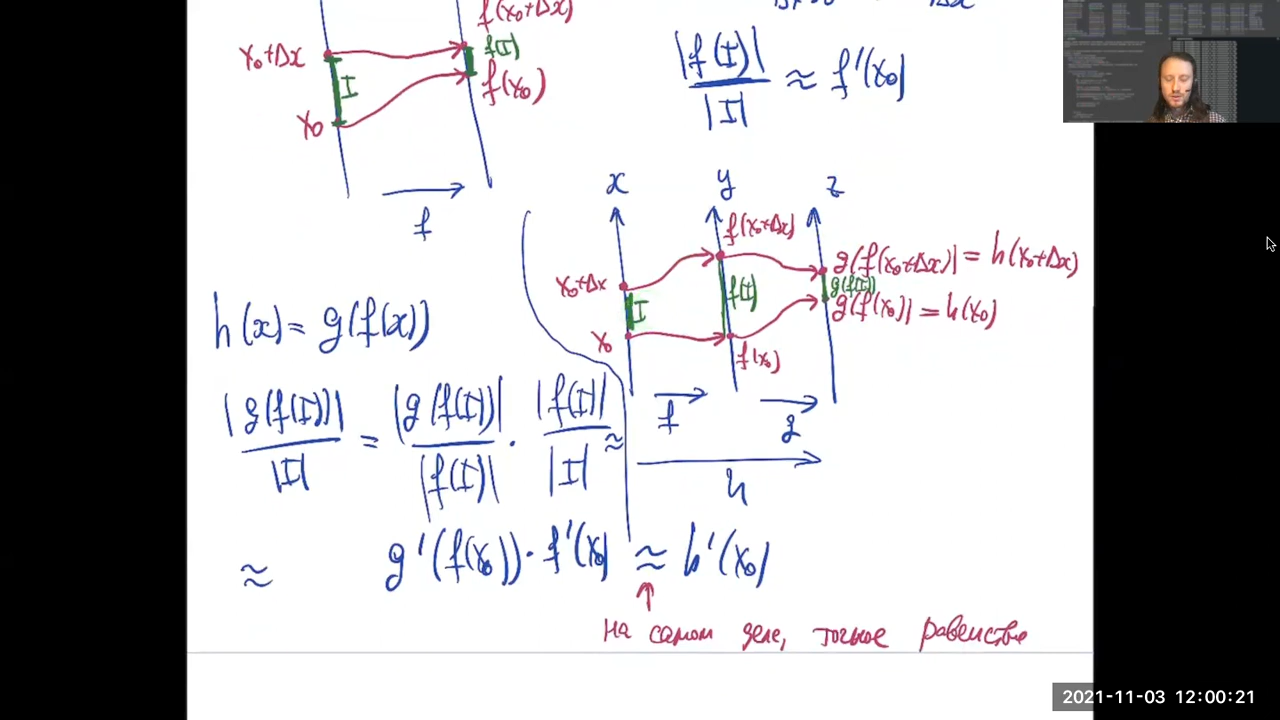 f(x₀+Δx)
x₀+Δx
f(I)
I
f(x₀)
x₀
f
|f(I)| / |I| ≈ f'(x₀)
x y z
f(x₀+Δx)
x₀+Δx
g(f(x₀+Δx)) = h(x₀+Δx)
I f(I) g(f(I))
g(f(x₀)) = h(x₀)
x₀
f(x₀)
f g
h
h(x) = g(f(x))
|g(f(I))| / |I| = |g(f(I))| / |f(I)| · |f(I)| / |I| ≈
≈ g'(f(x₀)) · f'(x₀) ≈ h'(x₀)
На самом деле, точное равенство
2021-11-03 12:00:21